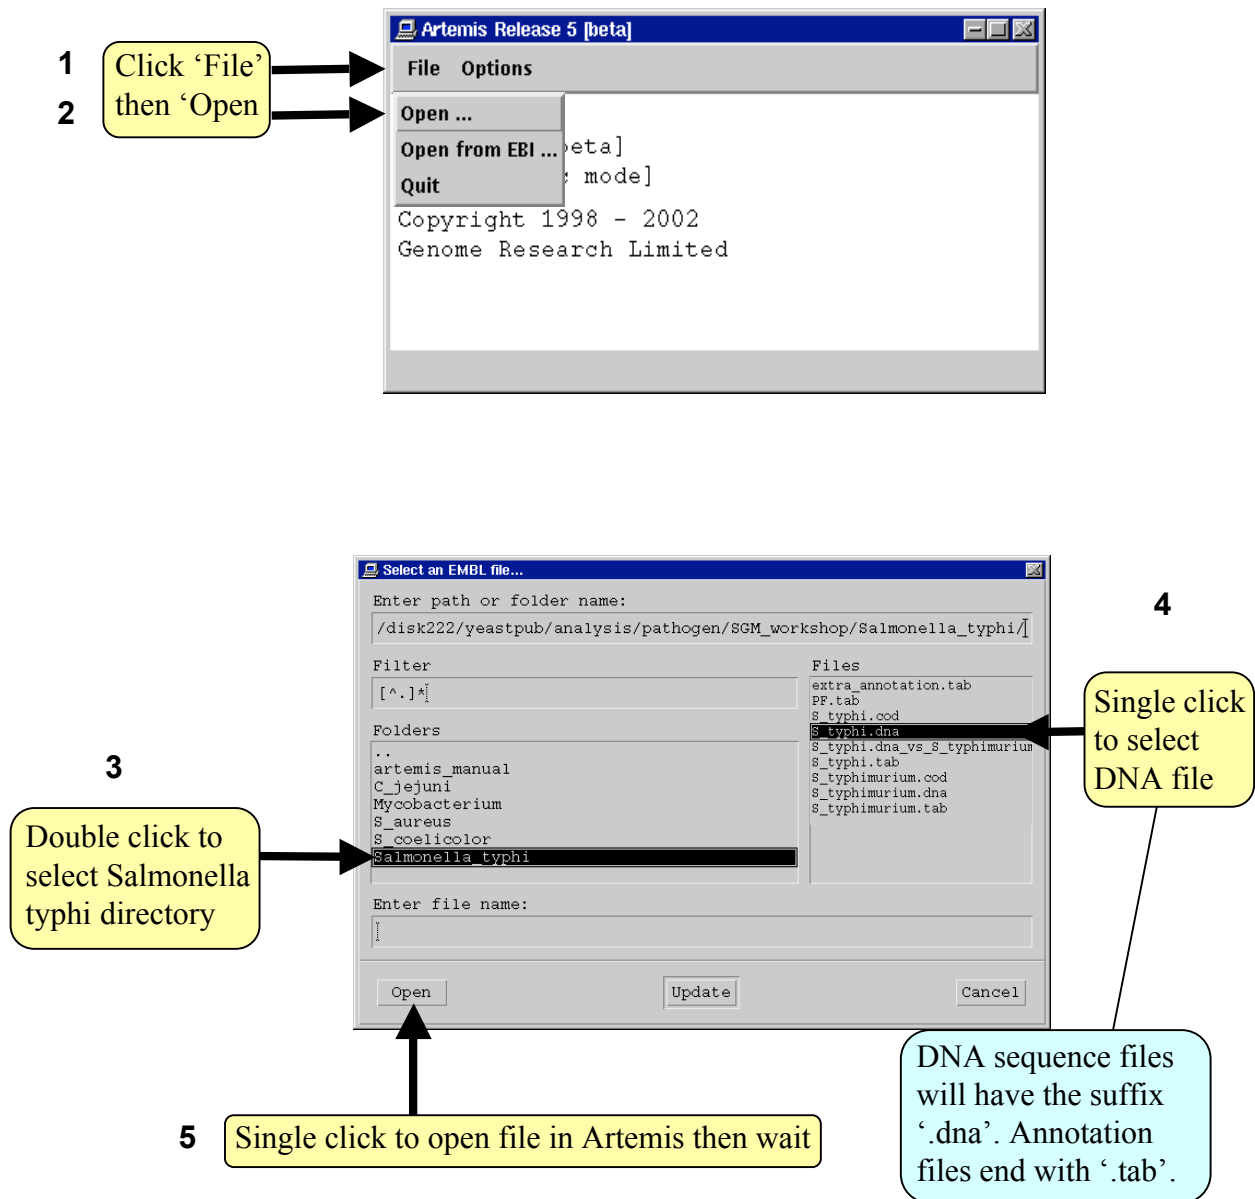 Artemis Release 5 [beta]
File Options
1
2
Click ‘File’
then ‘Open
Open ...
Open from EBI ...
Quit
beta]
mode]
Copyright 1998 - 2002
Genome Research Limited
Select an EMBL file...
Enter path or folder name:
/disk222/yeastpub/analysis/pathogen/SGM_workshop/Salmonella_typhi/
Filter
[^.]*
Folders
..
artemis_manual
C_jejuni
Mycobacterium
S_aureus
S_coelicolor
Salmonella_typhi
Files
extra_annotation.tab
PF.tab
S_typhi.cod
S_typhi.dna
S_typhi.dna_vs_S_typhimurium
S_typhi.tab
S_typhimurium.cod
S_typhimurium.dna
S_typhimurium.tab
Enter file name:
Open Update Cancel
3
Double click to
select Salmonella
typhi directory
4
Single click
to select
DNA file
5
Single click to open file in Artemis then wait
DNA sequence files
will have the suffix
‘.dna’. Annotation
files end with ‘.tab’.